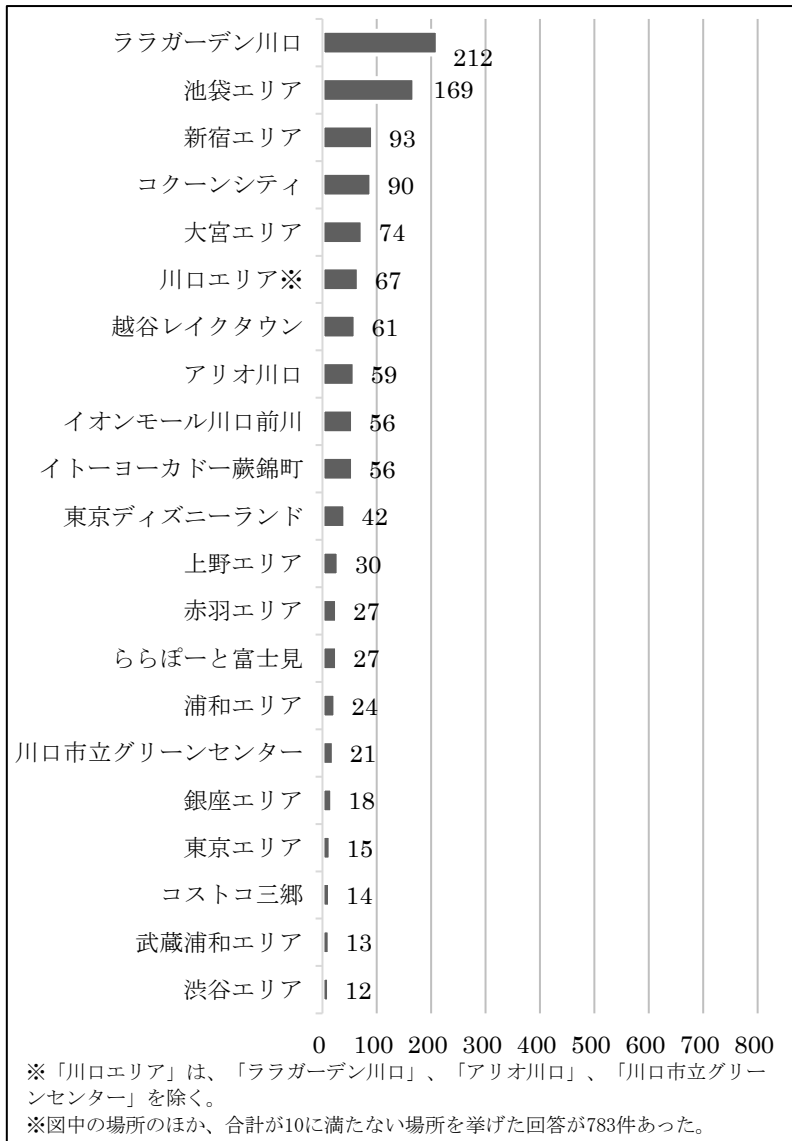 ララガーデン川口 212
池袋エリア 169
新宿エリア 93
コクーンシティ 90
大宮エリア 74
川口エリア※ 67
越谷レイクタウン 61
アリオ川口 59
イオンモール川口前川 56
イトーヨーカドー蕨錦町 56
東京ディズニーランド 42
上野エリア 30
赤羽エリア 27
ららぽーと富士見 27
浦和エリア 24
川口市立グリーンセンター 21
銀座エリア 18
東京エリア 15
コストコ三郷 14
武蔵浦和エリア 13
渋谷エリア 12
0 100 200 300 400 500 600 700 800
※「川口エリア」は、「ララガーデン川口」、「アリオ川口」、「川口市立グリー
ンセンター」を除く。
※図中の場所のほか、合計が10に満たない場所を挙げた回答が783件あった。